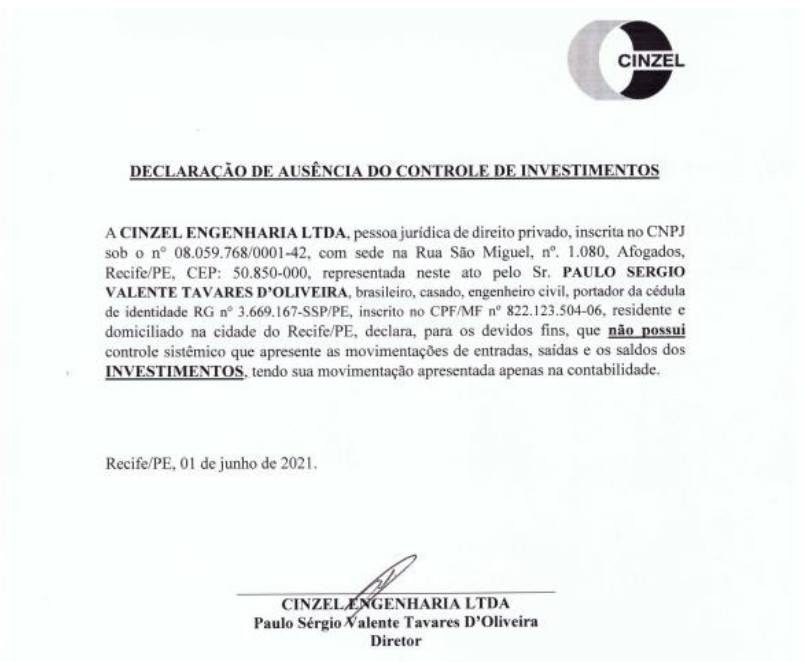 CINZEL
DECLARAÇÃO DE AUSÊNCIA DO CONTROLE DE INVESTIMENTOS
A CINZEL ENGENHARIA LTDA, pessoa jurídica de direito privado, inscrita no CNPJ
sob o nº 08.059.768/0001-42, com sede na Rua São Miguel, nº. 1.080, Afogados,
Recife/PE, CEP: 50.850-000, representada neste ato pelo Sr. PAULO SERGIO
VALENTE TAVARES D'OLIVEIRA, brasileiro, casado, engenheiro civil, portador da cédula
de identidade RG nº 3.669.167-SSP/PE, inscrito no CPF/MF nº 822.123.504-06, residente e
domiciliado na cidade do Recife/PE, declara, para os devidos fins, que não possui
controle sistêmico que apresente as movimentações de entradas, saídas e os saldos dos
INVESTIMENTOS, tendo sua movimentação apresentada apenas na contabilidade.
Recife/PE, 01 de junho de 2021.
CINZEL ENGENHARIA LTDA
Paulo Sérgio Valente Tavares D'Oliveira
Diretor